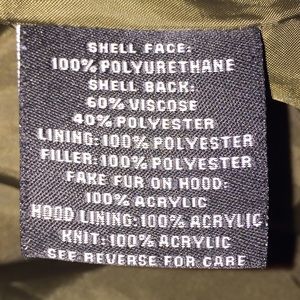 SHELL FACE:
100% POLYURETHANE
SHELL BACK:
60% VISCOSE
40% POLYESTER
LINING: 100% POLYESTER
FILLER: 100% POLYESTER
FAKE FUR ON HOOD:
100% ACRYLIC
HOOD LINING: 100% ACRYLIC
KNIT: 100% ACRYLIC
SEE REVERSE FOR CARE